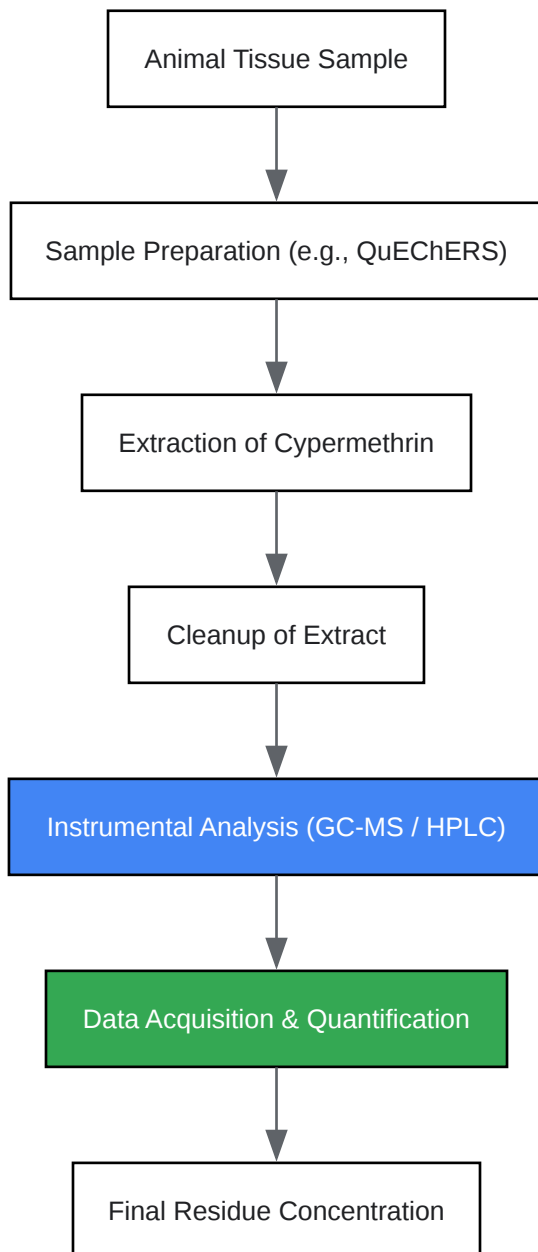 Animal Tissue Sample
Sample Preparation (e.g., QuEChERS)
Extraction of Cypermethrin
Cleanup of Extract
Instrumental Analysis (GC-MS / HPLC)
Data Acquisition & Quantification
Final Residue Concentration